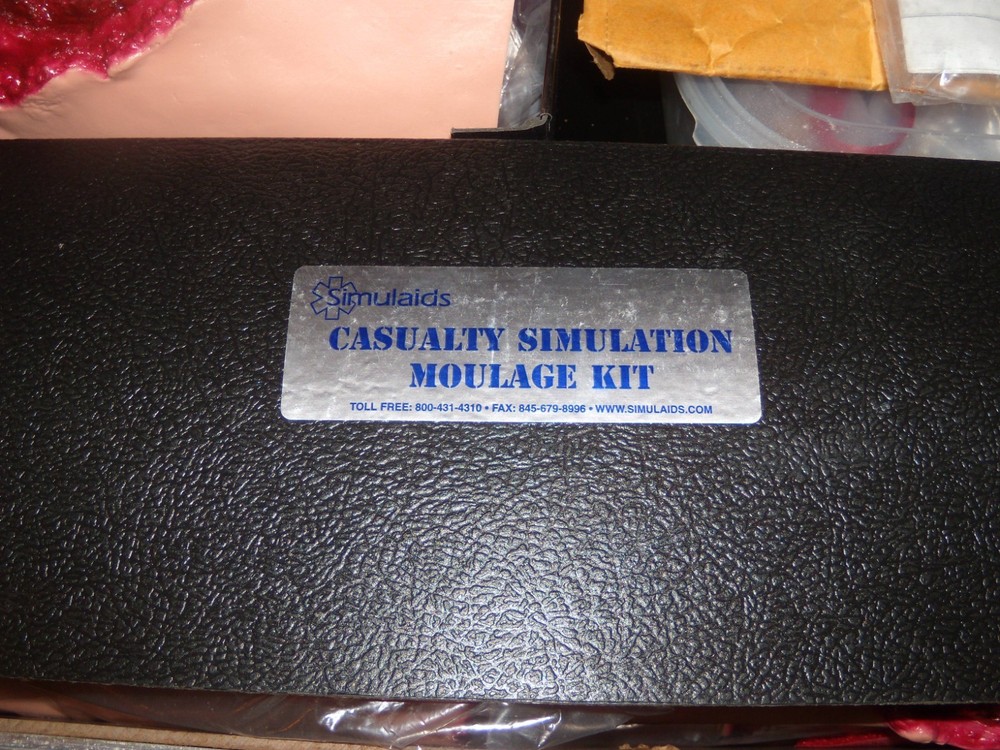 Simulaids
CASUALTY SIMULATION
MOULAGE KIT
TOLL FREE: 800-431-4310 • FAX: 845-679-8996 • WWW.SIMULAIDS.COM